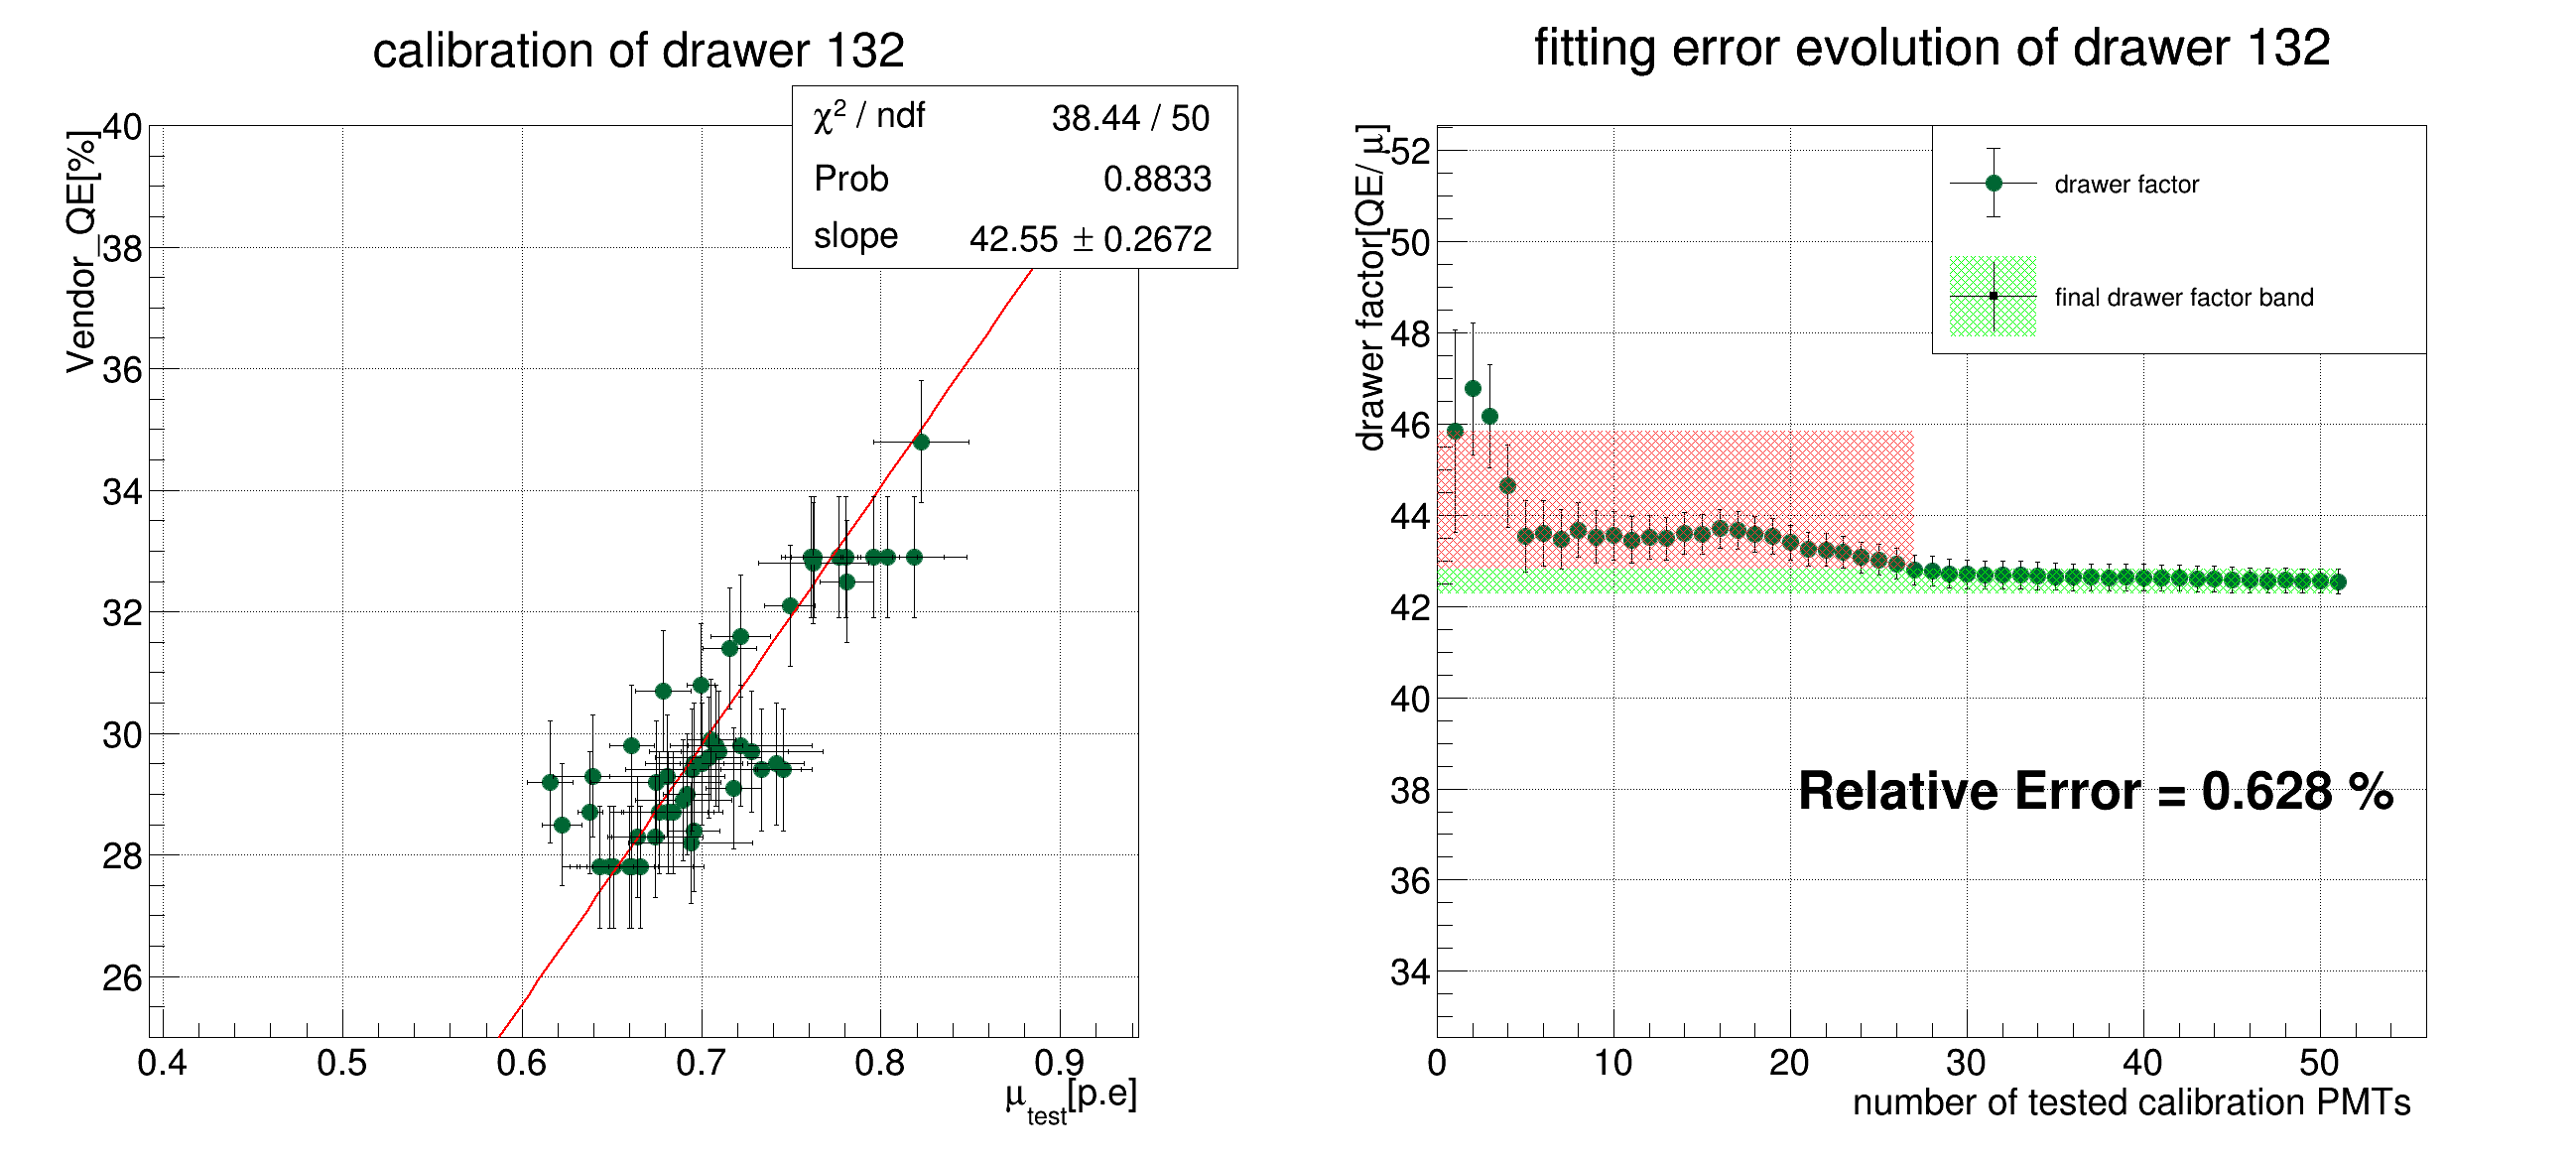 calibration of drawer 132
χ² / ndf 38.44 / 50
Prob 0.8833
slope 42.55 ± 0.2672
Vendor_QE[%]
40
38
36
34
32
30
28
26
0.4 0.5 0.6 0.7 0.8 0.9
μtest[p.e]
fitting error evolution of drawer 132
drawer factor[QE/μ]
drawer factor
final drawer factor band
52
50
48
46
44
42
40
38
36
34
Relative Error = 0.628 %
0 10 20 30 40 50
number of tested calibration PMTs